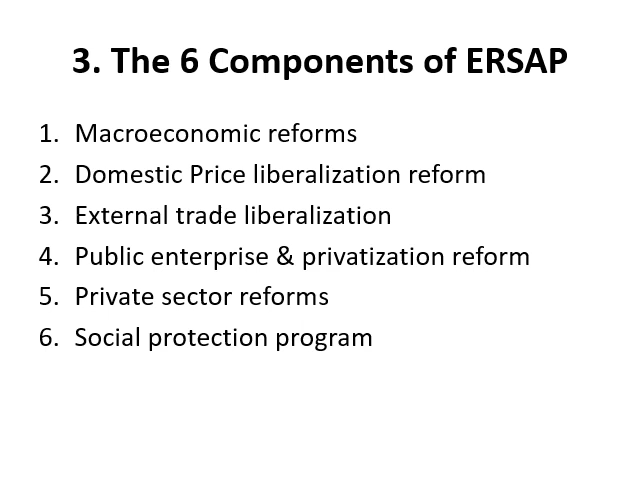 3. The 6 Components of ERSAP
1. Macroeconomic reforms
2. Domestic Price liberalization reform
3. External trade liberalization
4. Public enterprise & privatization reform
5. Private sector reforms
6. Social protection program